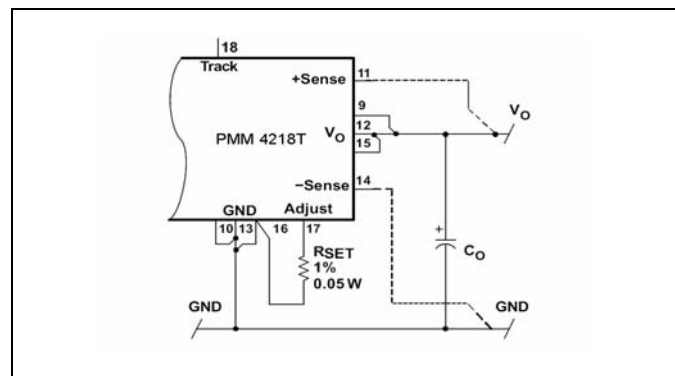 18
Track
+Sense
11
9
PMM 4218T
VO
12
15
VO
−Sense
14
GND
Adjust
10
13
16
17
RSET
1%
0.05 W
+
CO
GND
GND